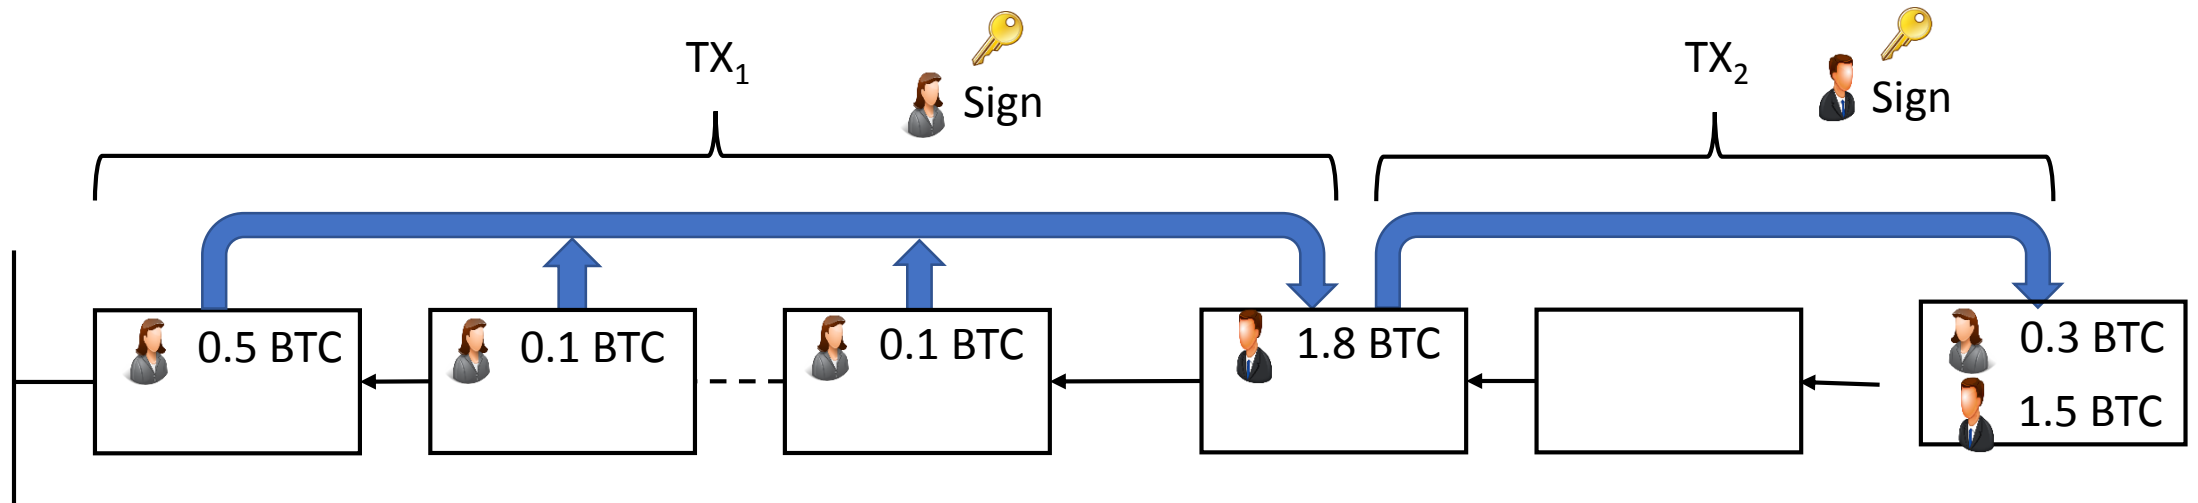 TX₁
Sign
TX₂
Sign
0.5 BTC
0.1 BTC
0.1 BTC
1.8 BTC
0.3 BTC
1.5 BTC